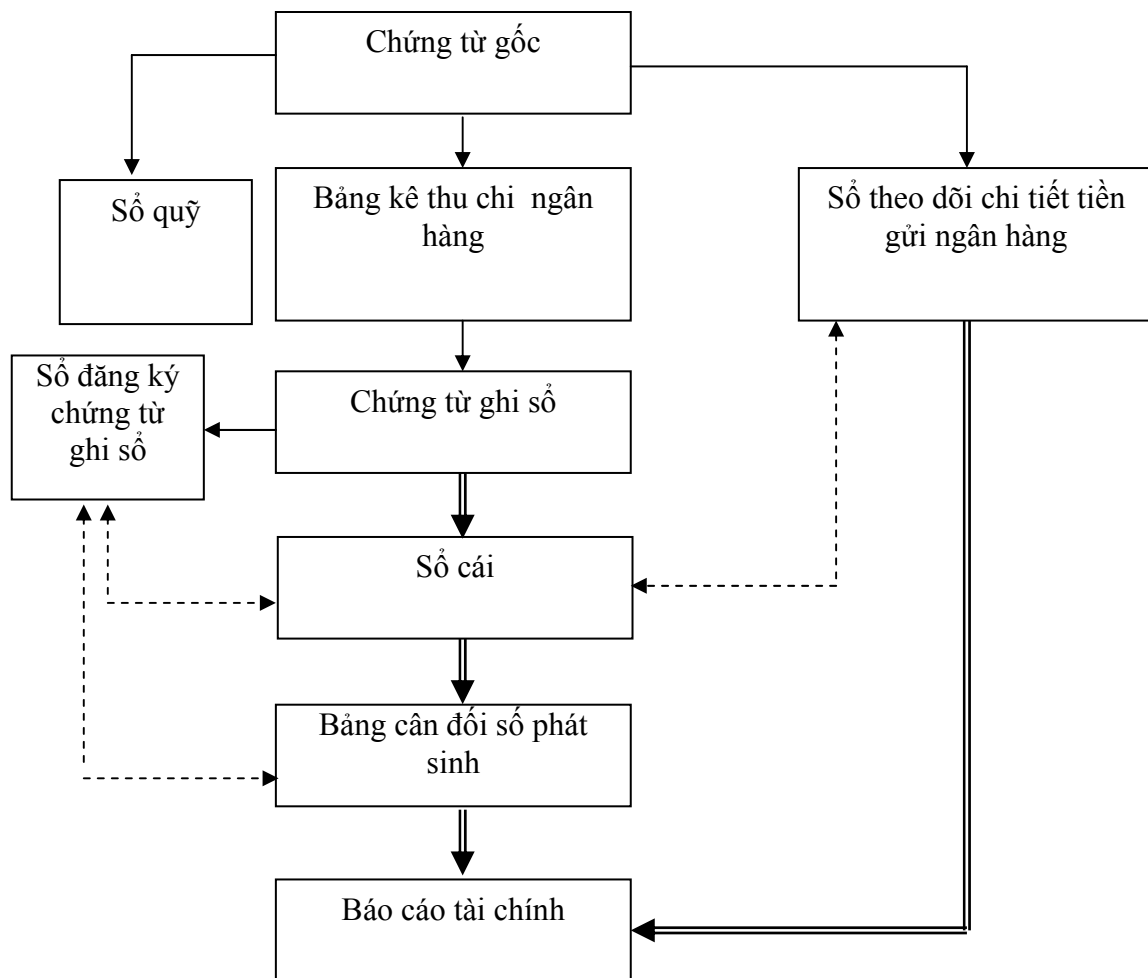 Chứng từ gốc
Sổ quỹ
Bảng kê thu chi ngân
hàng
Sổ theo dõi chi tiết tiền
gửi ngân hàng
Sổ đăng ký
chứng từ
ghi sổ
Chứng từ ghi sổ
Sổ cái
Bảng cân đối số phát
sinh
Báo cáo tài chính